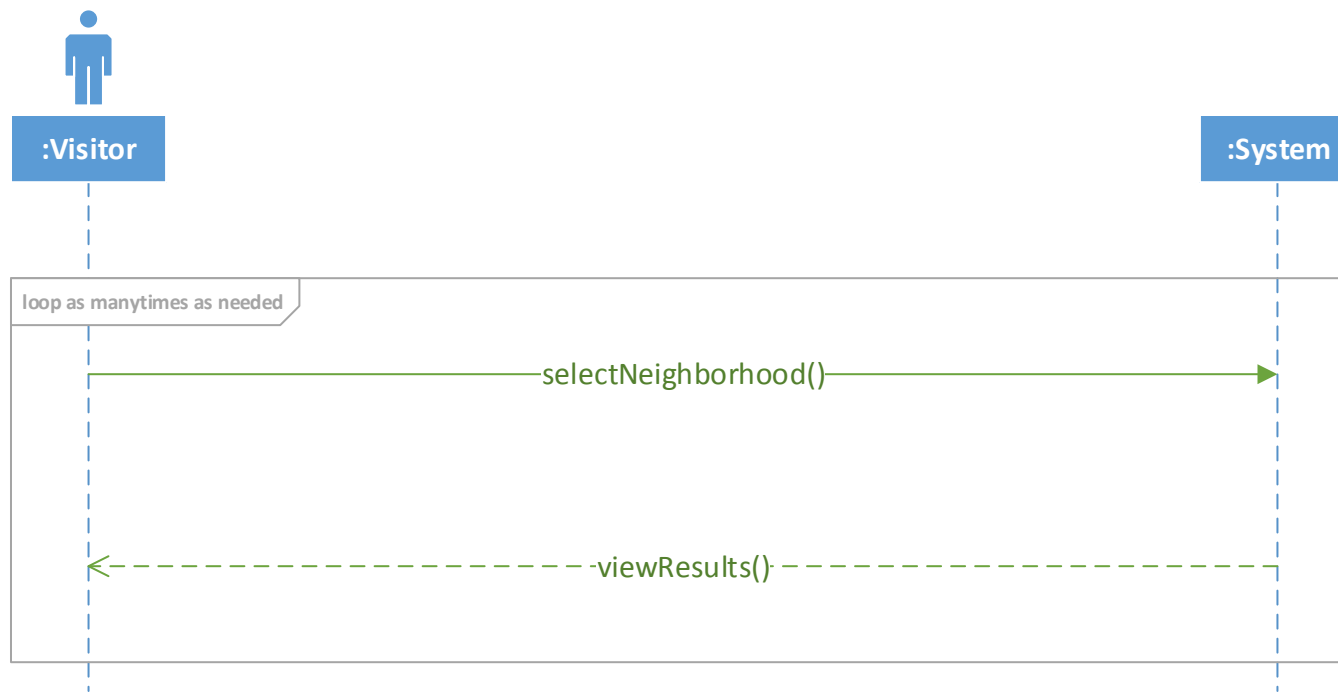 :Visitor
:System
loop as manytimes as needed
selectNeighborhood()
viewResults()